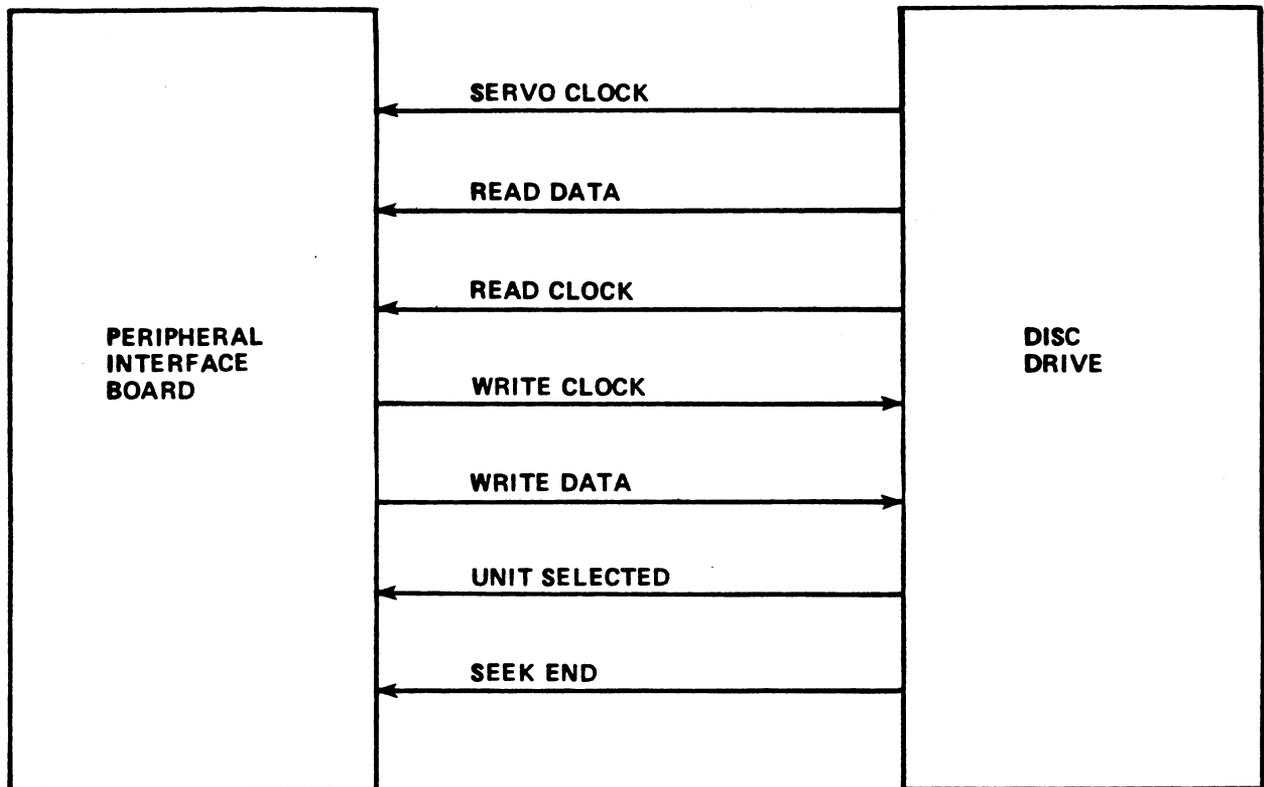 SERVO CLOCK
READ DATA
READ CLOCK
PERIPHERAL
INTERFACE
BOARD
DISC
DRIVE
WRITE CLOCK
WRITE DATA
UNIT SELECTED
SEEK END